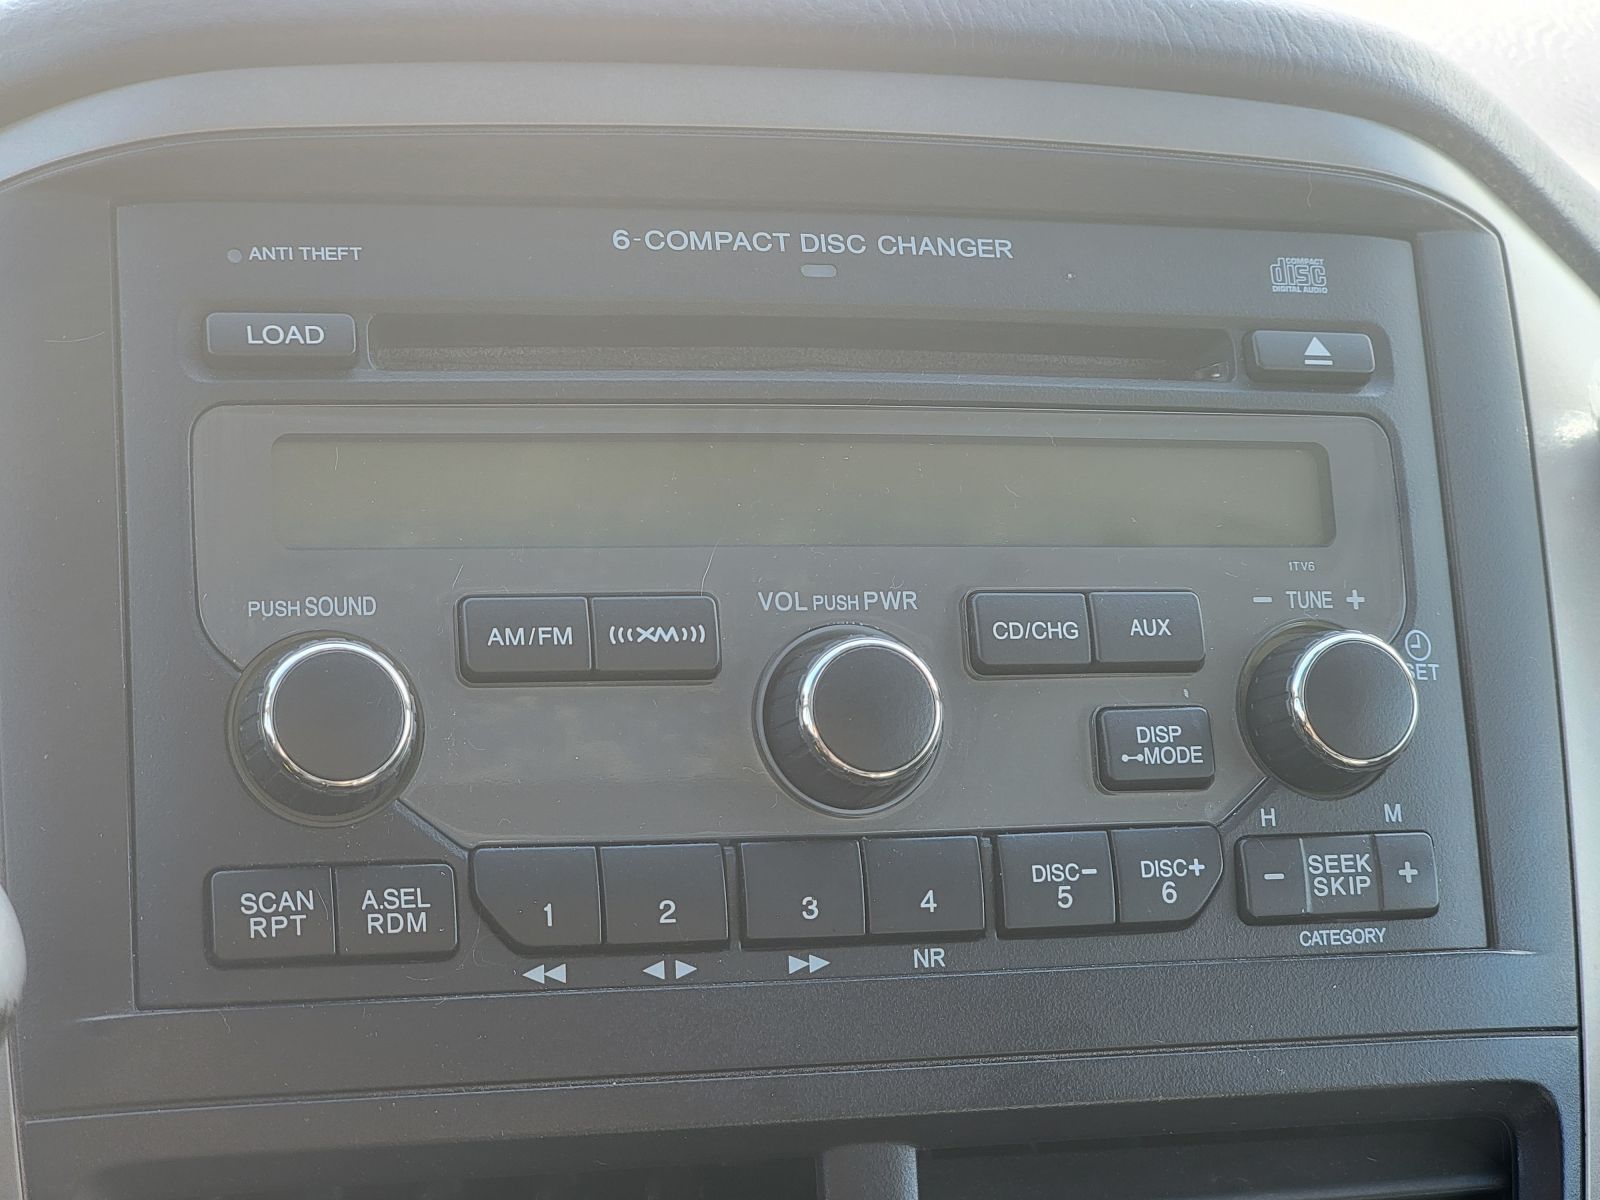 6-COMPACT DISC CHANGER
ANTI THEFT
COMPACT
disc
DIGITAL AUDIO
LOAD
1TV6
PUSH SOUND
VOL PUSH PWR
- TUNE +
AM/FM
(((XM)))
CD/CHG
AUX
SET
DISP
MODE
H
M
SCAN
RPT
A.SEL
RDM
1
2
3
4
DISC-
5
DISC+
6
-
SEEK
SKIP
+
NR
CATEGORY